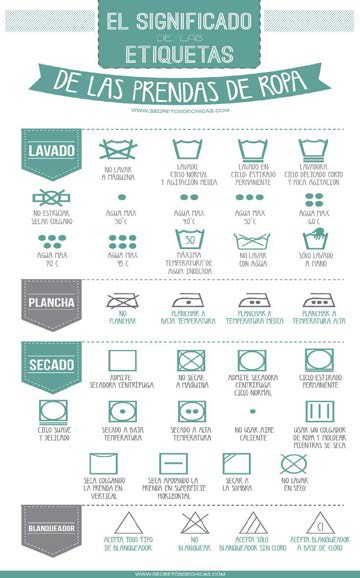 EL SIGNIFICADO
DE LAS
ETIQUETAS
DE LAS PRENDAS DE ROPA
WWW.SECRETOSDECHICAS.COM
LAVADO
NO LAVAR
A MÁQUINA
LAVADO,
CICLO NORMAL
Y AGITACIÓN MEDIA
LAVADO EN
CICLO ESTIRADO
PERMANENTE
LAVADORA
CICLO DELICADO CORTO
Y POCA AGITACIÓN
NO ESTRUJAR,
SECAR COLGADO
AGUA MAX
30˚C
AGUA MAX
40˚C
AGUA MAX
50˚C
AGUA MAX
60 C
AGUA MAX
70 C
AGUA MAX
95 C
30
MÁXIMA
TEMPERATURA DE
AGUA INDICADA
NO LAVAR
CON AGUA
SÓLO LAVADO
A MANO
PLANCHA
NO
PLANCHAR
PLANCHAR A
BAJA TEMPERATURA
PLANCHAR A
TEMPERATURA MEDIA
PLANCHAR A
TEMPERATURA ALTA
SECADO
ADMITE
SECADORA CENTRÍFUGA
NO SECAR
A MÁQUINA
ADMITE SECADORA
CENTRÍFUGA
CICLO NORMAL
CICLO ESTIRADO
PERMANENTE
CICLO SUAVE
Y DELICADO
SECADO A BAJA
TEMPERATURA
SECADO A ALTA
TEMPERATURA
NO USAR AIRE
CALIENTE
USAR UN COLGADOR
DE ROPA Y MOLDEAR
MIENTRAS SE SECA
SECA COLGANDO
LA PRENDA EN
VERTICAL
SECA APOYANDO LA
PRENDA EN SUPERFICIE
HORIZONTAL
SECAR A
LA SOMBRA
NO LAVAR
EN SECO
BLANQUEADOR
ACEPTA TODO TIPO
DE BLANQUEADOR
NO
BLANQUEAR
ACEPTA SÓLO
BLANQUEADOR SIN CLORO
Cl
ACEPTA BLANQUEADOR
A BASE DE CLORO
WWW.SECRETOSDECHICAS.COM